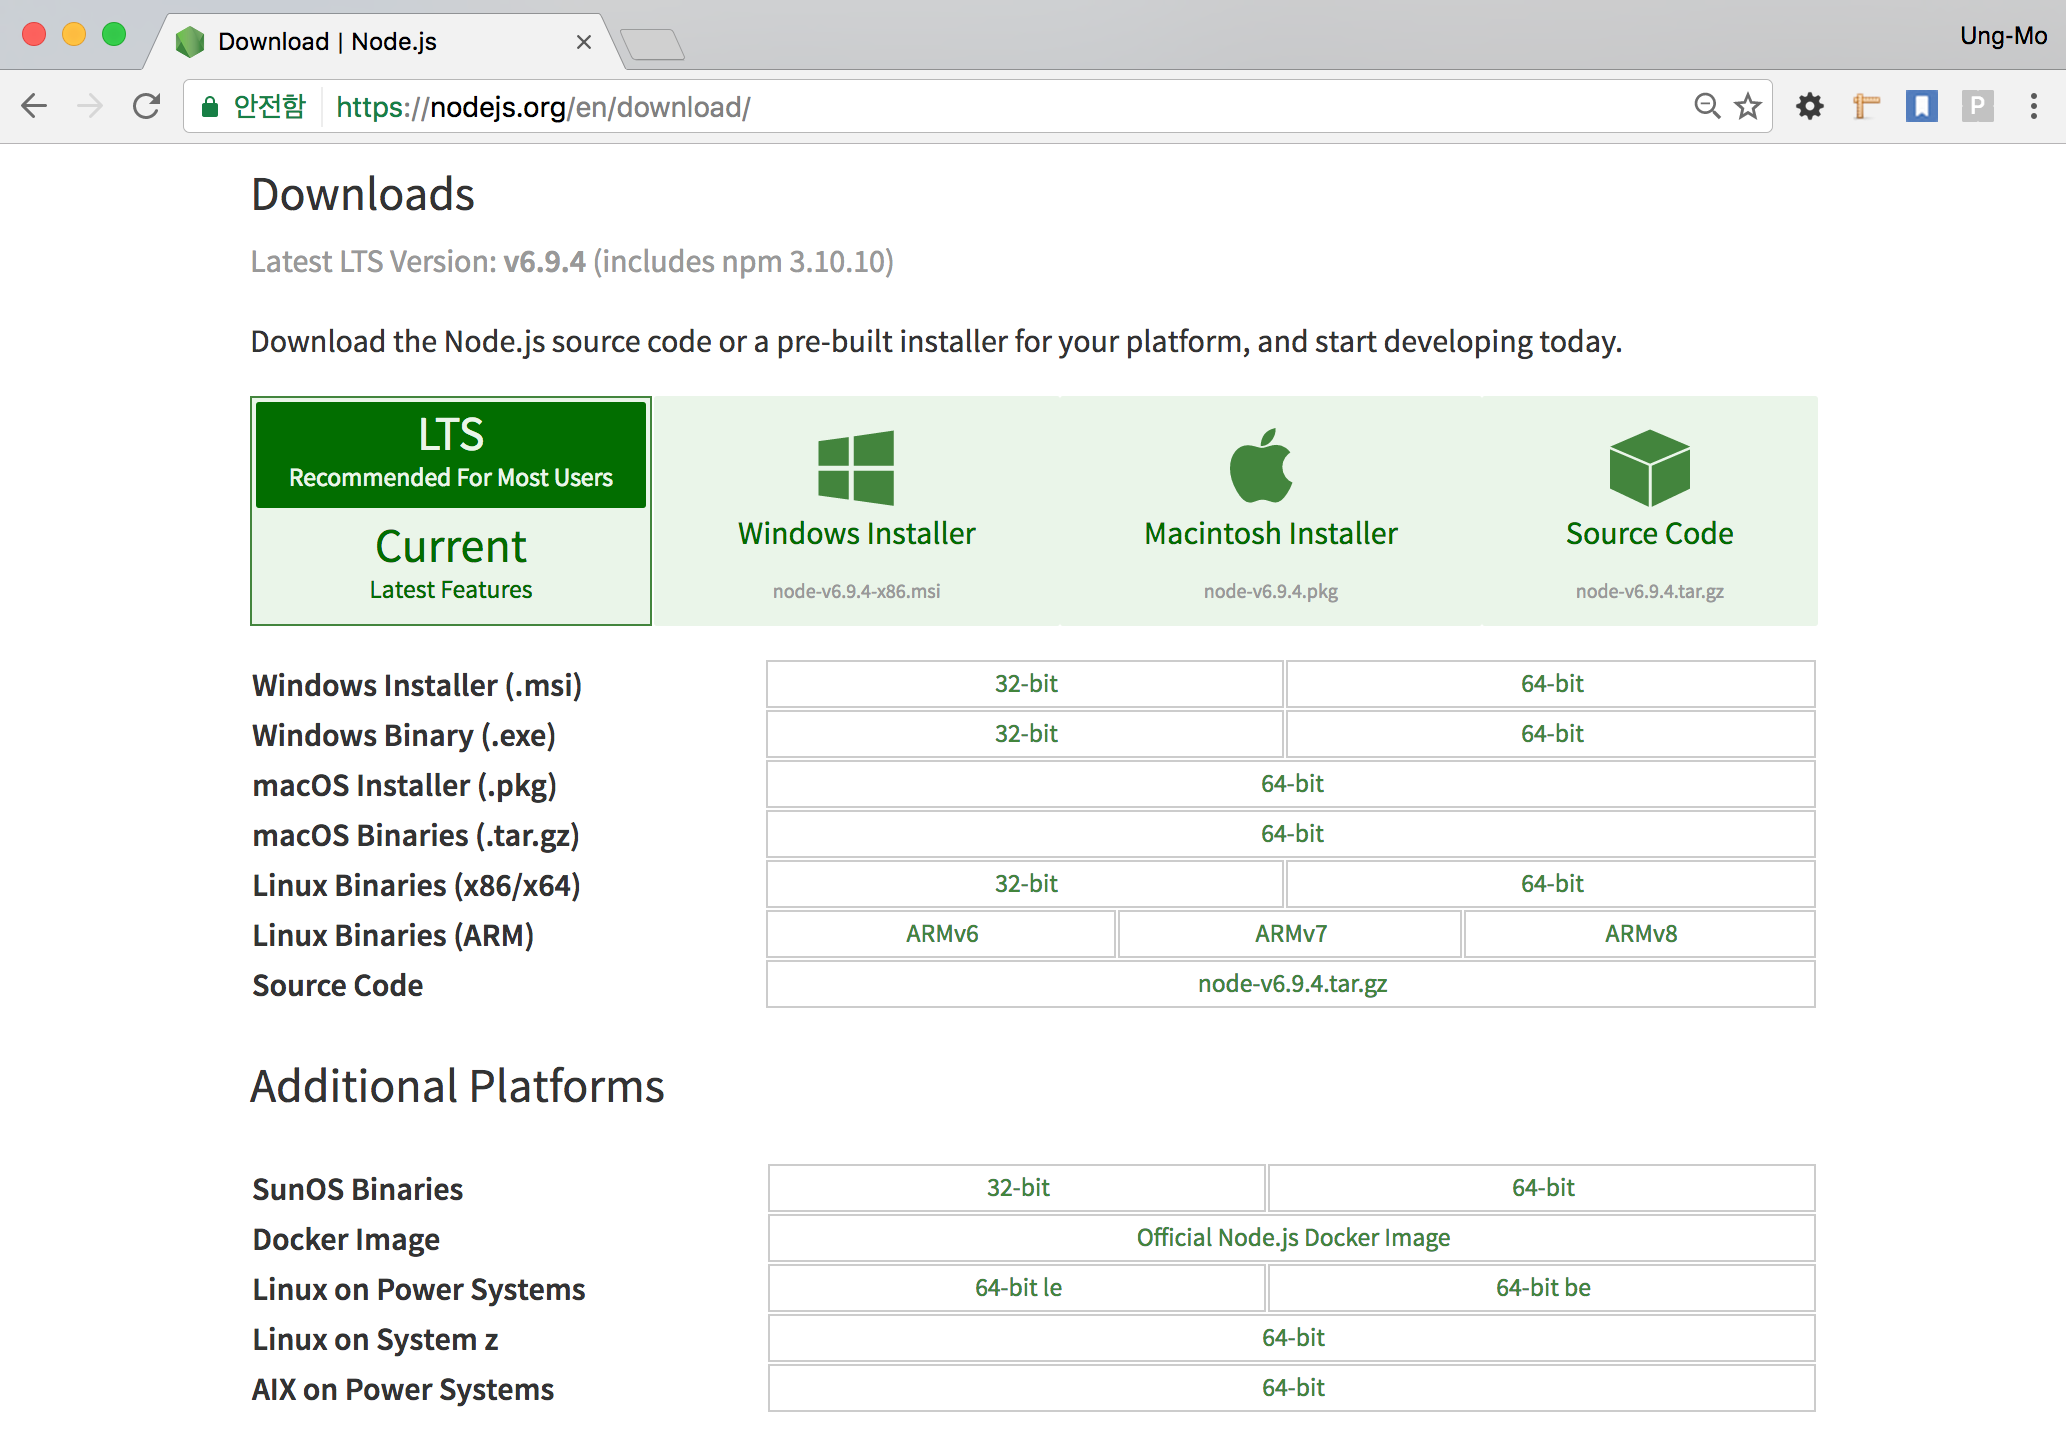 Download | Node.js
Ung-Mo
안전함 https://nodejs.org/en/download/
P
Downloads
Latest LTS Version: v6.9.4 (includes npm 3.10.10)
Download the Node.js source code or a pre-built installer for your platform, and start developing today.
LTS
Recommended For Most Users
Current
Latest Features
Windows Installer
node-v6.9.4-x86.msi
Macintosh Installer
node-v6.9.4.pkg
Source Code
node-v6.9.4.tar.gz
Windows Installer (.msi) 32-bit 64-bit
Windows Binary (.exe) 32-bit 64-bit
macOS Installer (.pkg) 64-bit
macOS Binaries (.tar.gz) 64-bit
Linux Binaries (x86/x64) 32-bit 64-bit
Linux Binaries (ARM) ARMv6 ARMv7 ARMv8
Source Code node-v6.9.4.tar.gz
Additional Platforms
SunOS Binaries 32-bit 64-bit
Docker Image Official Node.js Docker Image
Linux on Power Systems 64-bit le 64-bit be
Linux on System z 64-bit
AIX on Power Systems 64-bit